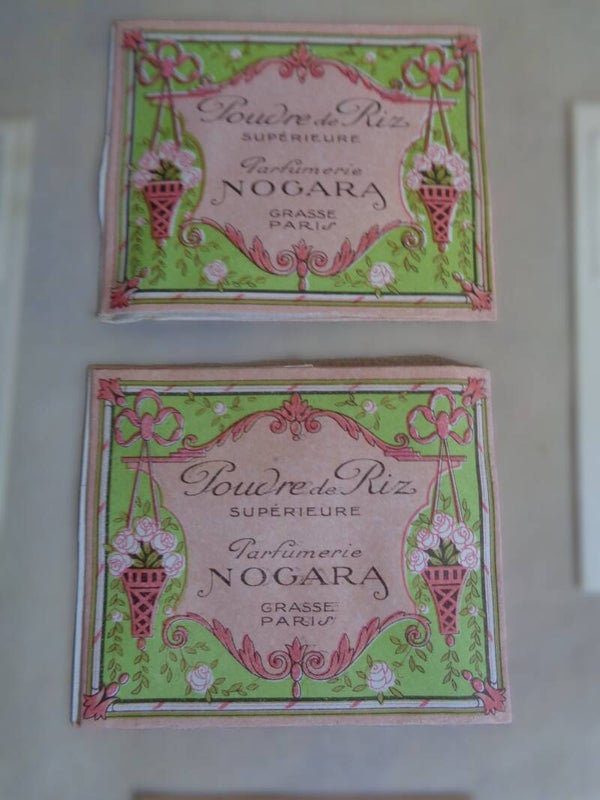 Poudre de Riz
SUPÉRIEURE
Parfumerie
NOGARA
GRASSE
PARIS
Poudre de Riz
SUPÉRIEURE
Parfumerie
NOGARA
GRASSE
PARIS